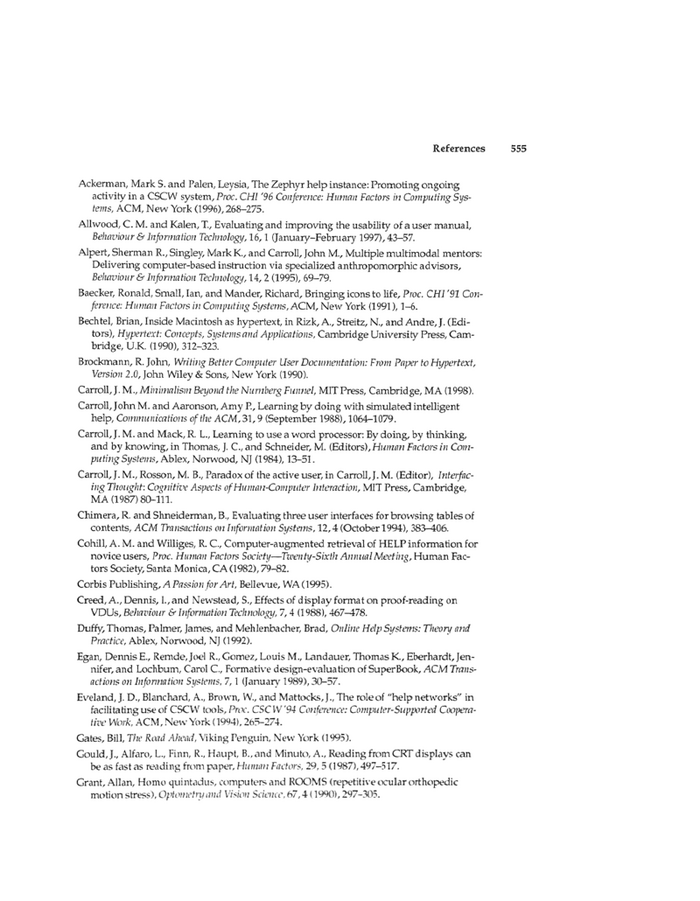 References 555
Ackerman, Mark S. and Palen, Leysia, The Zephyr help instance: Promoting ongoing
activity in a CSCW system, Proc. CHI '96 Conference: Human Factors in Computing Sys-
tems, ACM, New York (1996), 268–275.
Allwood, C. M. and Kalen, T., Evaluating and improving the usability of a user manual,
Behaviour & Information Technology, 16, 1 (January–February 1997), 43–57.
Alpert, Sherman R., Singley, Mark K., and Carroll, John M., Multiple multimodal mentors:
Delivering computer-based instruction via specialized anthropomorphic advisors,
Behaviour & Information Technology, 14, 2 (1995), 69–79.
Baecker, Ronald, Small, Ian, and Mander, Richard, Bringing icons to life, Proc. CHI '91 Con-
ference: Human Factors in Computing Systems, ACM, New York (1991), 1–6.
Bechtel, Brian, Inside Macintosh as hypertext, in Rizk, A., Streitz, N., and Andre, J. (Edi-
tors), Hypertext: Concepts, Systems and Applications, Cambridge University Press, Cam-
bridge, U.K. (1990), 312–323.
Brockmann, R. John, Writing Better Computer User Documentation: From Paper to Hypertext,
Version 2.0, John Wiley & Sons, New York (1990).
Carroll, J. M., Minimalism Beyond the Nurnberg Funnel, MIT Press, Cambridge, MA (1998).
Carroll, John M. and Aaronson, Amy P., Learning by doing with simulated intelligent
help, Communications of the ACM, 31, 9 (September 1988), 1064–1079.
Carroll, J. M. and Mack, R. L., Learning to use a word processor: By doing, by thinking,
and by knowing, in Thomas, J. C., and Schneider, M. (Editors), Human Factors in Com-
puting Systems, Ablex, Norwood, NJ (1984), 13–51.
Carroll, J. M., Rosson, M. B., Paradox of the active user, in Carroll, J. M. (Editor), Interfac-
ing Thought: Cognitive Aspects of Human-Computer Interaction, MIT Press, Cambridge,
MA (1987) 80–111.
Chimera, R. and Shneiderman, B., Evaluating three user interfaces for browsing tables of
contents, ACM Transactions on Information Systems, 12, 4 (October 1994), 383–406.
Cohill, A. M. and Williges, R. C., Computer-augmented retrieval of HELP information for
novice users, Proc. Human Factors Society—Twenty-Sixth Annual Meeting, Human Fac-
tors Society, Santa Monica, CA (1982), 79–82.
Corbis Publishing, A Passion for Art, Bellevue, WA (1995).
Creed, A., Dennis, I., and Newstead, S., Effects of display format on proof-reading on
VDUs, Behaviour & Information Technology, 7, 4 (1988), 467–478.
Duffy, Thomas, Palmer, James, and Mehlenbacher, Brad, Online Help Systems: Theory and
Practice, Ablex, Norwood, NJ (1992).
Egan, Dennis E., Remde, Joel R., Gomez, Louis M., Landauer, Thomas K., Eberhardt, Jen-
nifer, and Lochbum, Carol C., Formative design-evaluation of SuperBook, ACM Trans-
actions on Information Systems, 7, 1 (January 1989), 30–57.
Eveland, J. D., Blanchard, A., Brown, W., and Mattocks, J., The role of "help networks" in
facilitating use of CSCW tools, Proc. CSCW '94 Conference: Computer-Supported Coopera-
tive Work, ACM, New York (1994), 265–274.
Gates, Bill, The Road Ahead, Viking Penguin, New York (1995).
Gould, J., Alfaro, L., Finn, R., Haupt, B., and Minuto, A., Reading from CRT displays can
be as fast as reading from paper, Human Factors, 29, 5 (1987), 497–517.
Grant, Allan, Homo quintadus, computers and ROOMS (repetitive ocular orthopedic
motion stress), Optometry and Vision Science, 67, 4 (1990), 297–305.